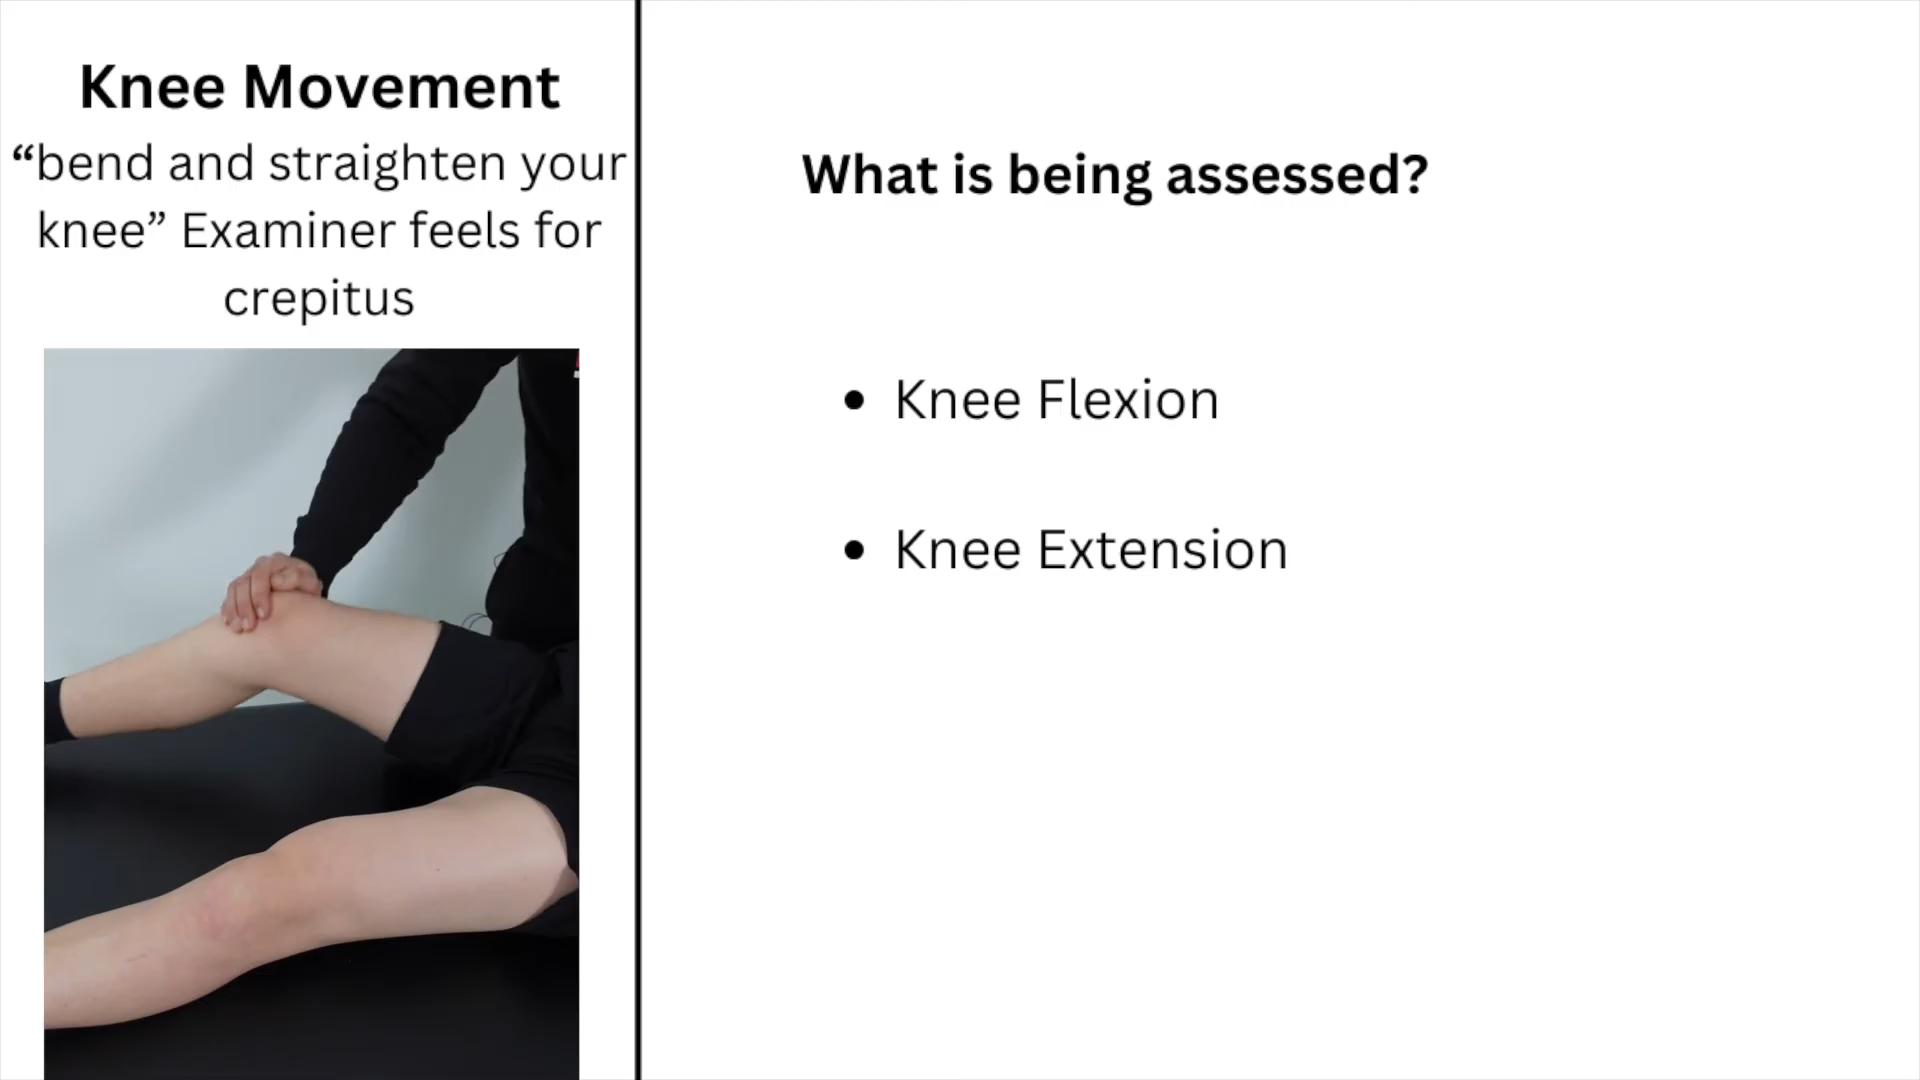 Knee Movement
“bend and straighten your
knee” Examiner feels for
crepitus
What is being assessed?
• Knee Flexion
• Knee Extension